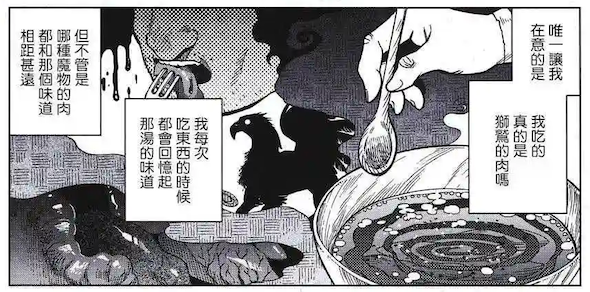 唯一讓我
在意的是
我吃的
真的是
獅鷲的肉嗎
我每次
吃東西的時候
都會回憶起
那湯的味道
但不管是
哪種魔物的肉
都和那個味道
相距甚遠